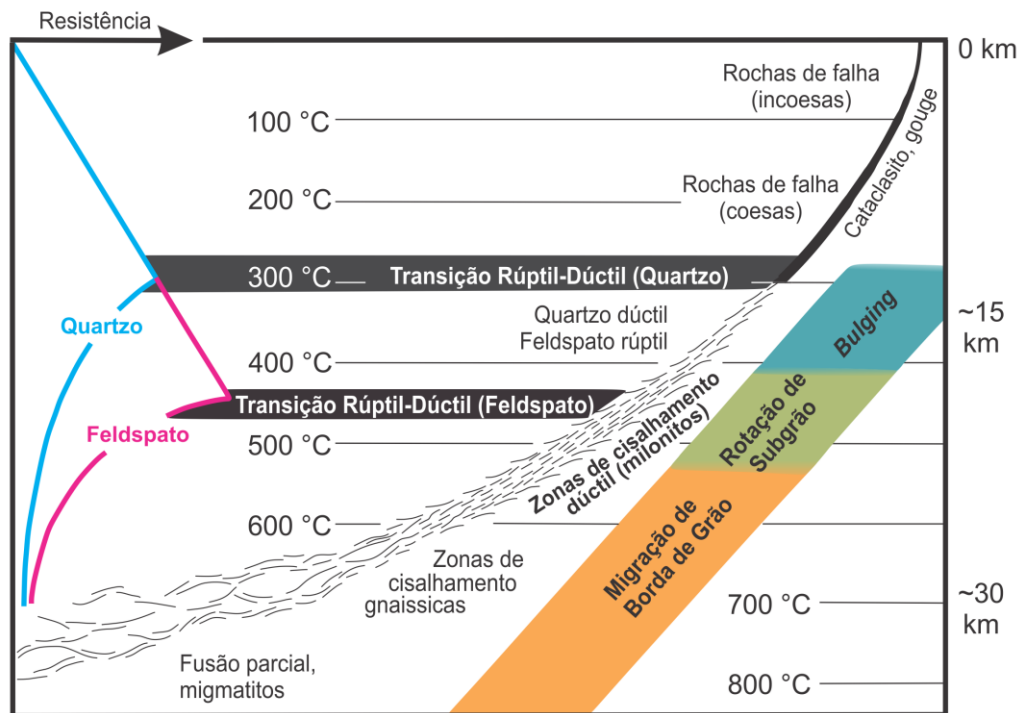 Resistência
0 km
Rochas de falha
(incoesas)
100 °C
Cataclasito, gouge
200 °C
Rochas de falha
(coesas)
300 °C
Transição Rúptil-Dúctil (Quartzo)
Quartzo
Quartzo dúctil
Feldspato rúptil
Bulging
~15
km
400 °C
Transição Rúptil-Dúctil (Feldspato)
Feldspato
Zonas de cisalhamento
dúctil (milonitos)
Rotação de
Subgrão
500 °C
600 °C
Zonas de
cisalhamento
gnaissicas
Migração de
Borda de Grão
700 °C
~30
km
Fusão parcial,
migmatitos
800 °C